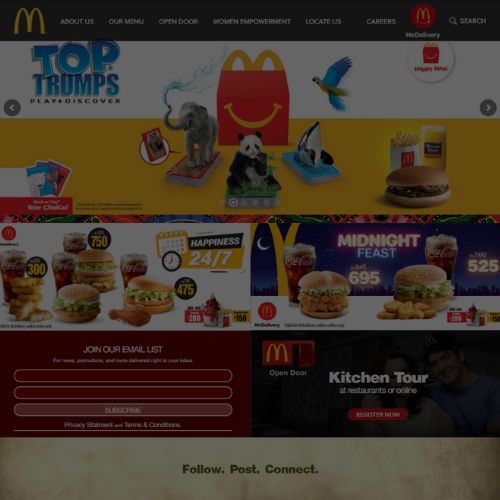 ABOUT US OUR MENU OPEN DOOR WOMEN EMPOWERMENT LOCATE US CAREERS SEARCH
McDelivery
Happy Meal
TOP
TRUMPS
PLAY DISCOVER
Book or Toy?
Your Choice!
McDelivery
750
300
475
200
150
HAPPINESS
24/7
MIDNIGHT
FEAST
695
525
200
150
McDelivery
JOIN OUR EMAIL LIST
For news, promotions, and more delivered right to your inbox
SUBSCRIBE
Privacy Statment and Terms & Conditions.
Open Door
Kitchen Tour
at restaurants or online
REGISTER NOW
Follow. Post. Connect.